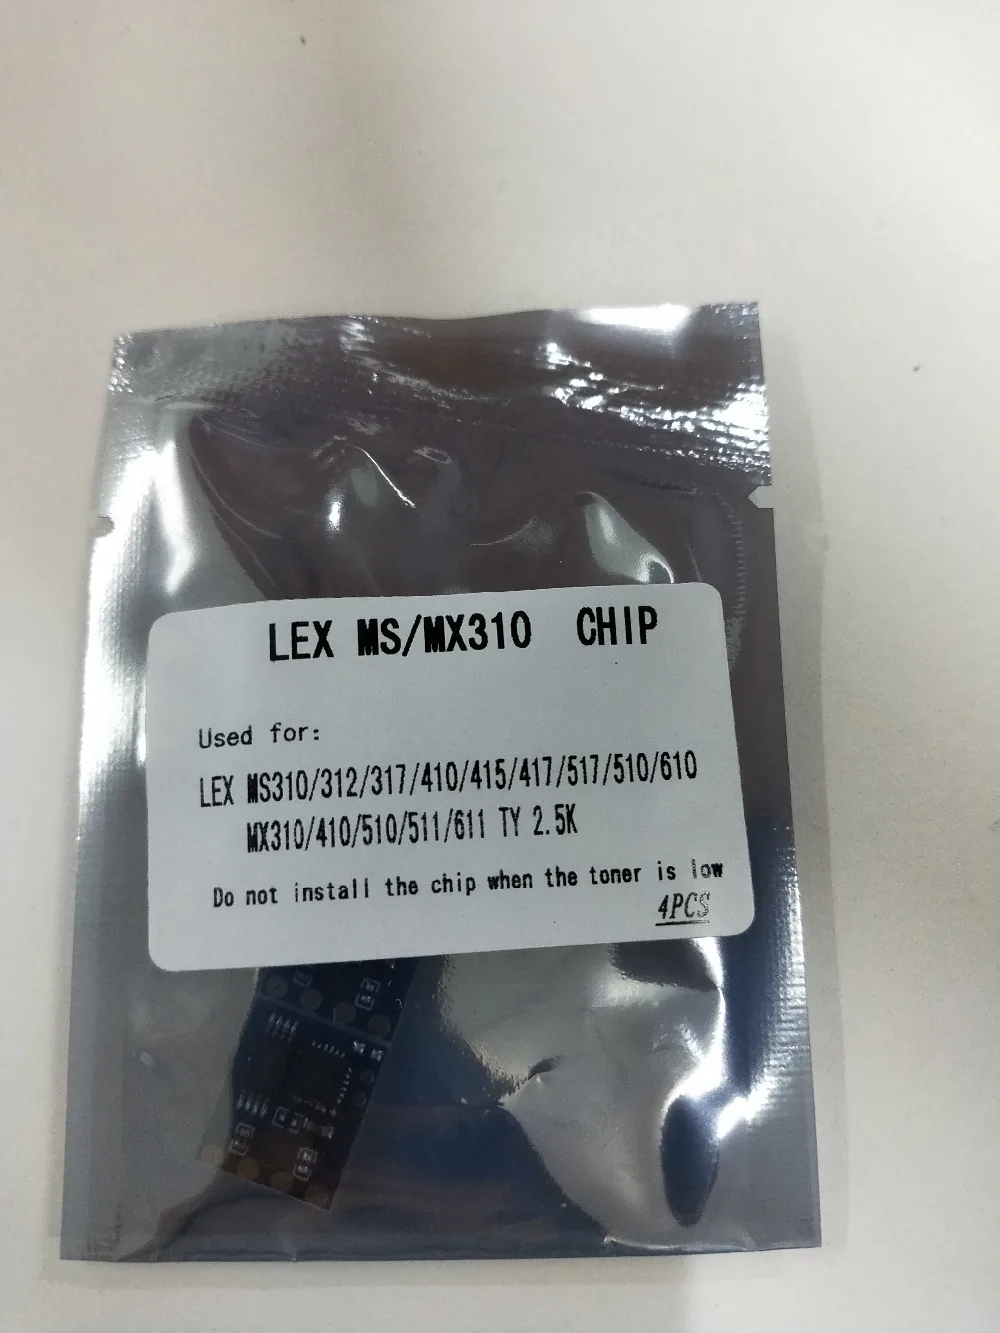 LEX MS/MX310 CHIP
Used for:
LEX MS310/312/317/410/415/417/517/510/610
MX310/410/510/511/611 TY 2.5K
Do not install the chip when the toner is low
4PCS